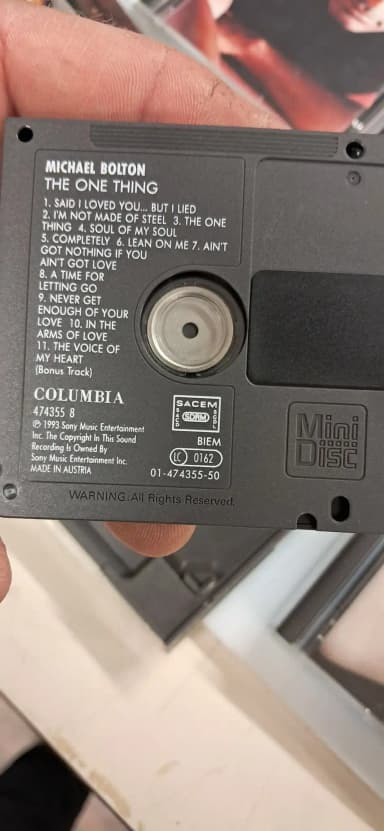 MICHAEL BOLTON
THE ONE THING
1. SAID I LOVED YOU... BUT I LIED
2. I'M NOT MADE OF STEEL 3. THE ONE
THING 4. SOUL OF MY SOUL
5. COMPLETELY 6. LEAN ON ME 7. AIN'T
GOT NOTHING IF YOU
AIN'T GOT LOVE
8. A TIME FOR
LETTING GO
9. NEVER GET
ENOUGH OF YOUR
LOVE 10. IN THE
ARMS OF LOVE
11. THE VOICE OF
MY HEART
(Bonus Track)
COLUMBIA
474355 8
℗ 1993 Sony Music Entertainment
Inc. The Copyright In This Sound
Recording Is Owned By
Sony Music Entertainment Inc.
MADE IN AUSTRIA
SACEM
SDRM
SACD
SGDL
BIEM
LC 0162
01-474355-50
Mini
Disc
WARNING: All Rights Reserved.